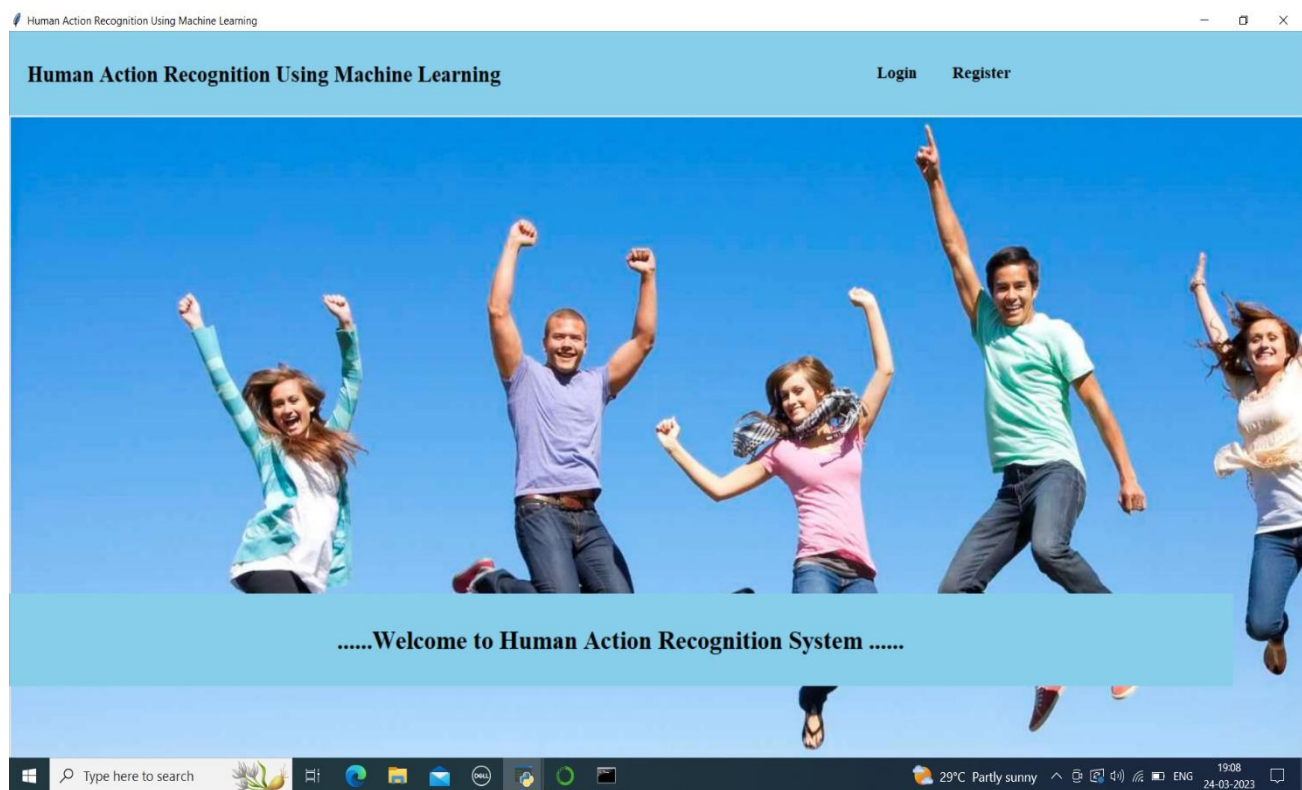 Human Action Recognition Using Machine Learning
Human Action Recognition Using Machine Learning
Login Register
......Welcome to Human Action Recognition System ......
Type here to search
DELL
29°C Partly sunny
ENG
19:08
24-03-2023